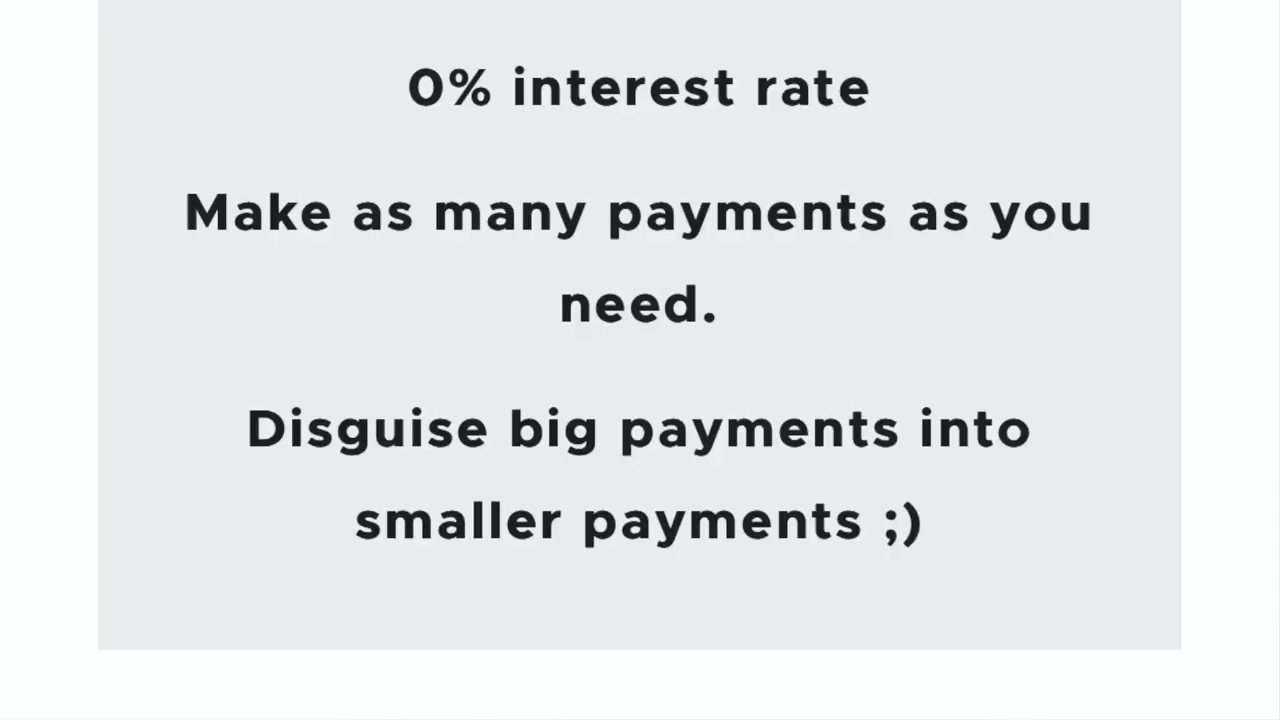 0% interest rate
Make as many payments as you
need.
Disguise big payments into
smaller payments ;)